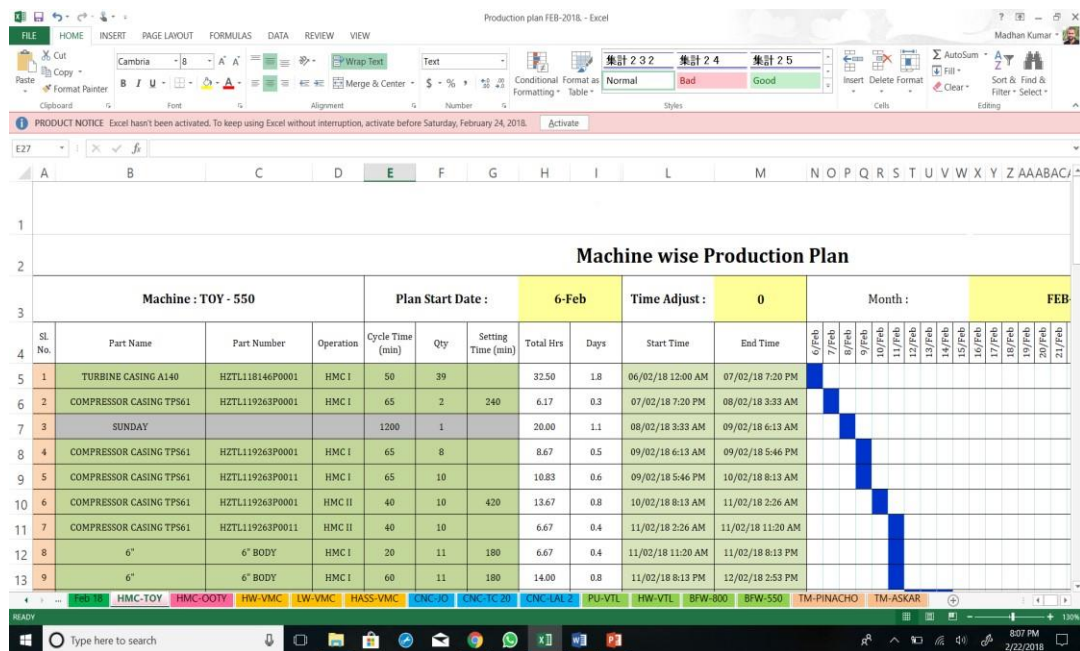 Production plan FEB-2018. - Excel
FILE HOME INSERT PAGE LAYOUT FORMULAS DATA REVIEW VIEW
Madhan Kumar
Cut
Copy
Format Painter
Paste
Cambria 8
B I U
Wrap Text
Merge & Center
Text
$ % ,
Conditional Formatting
Format as Table
集計 2 3 2 集計 2 4 集計 2 5
Normal Bad Good
Insert Delete Format
AutoSum
Fill
Clear
Sort & Filter
Find & Select
Clipboard Font Alignment Number Styles Cells Editing
PRODUCT NOTICE Excel hasn't been activated. To keep using Excel without interruption, activate before Saturday, February 24, 2018. Activate
E27 fx
A B C D E F G H I L M N O P Q R S T U V W X Y Z AA AB AC
1
2 Machine wise Production Plan
3 Machine : TOY - 550 Plan Start Date : 6-Feb Time Adjust : 0 Month : FEB-
4 Sl. No. Part Name Part Number Operation Cycle Time (min) Qty Setting Time (min) Total Hrs Days Start Time End Time 6/Feb 7/Feb 8/Feb 9/Feb 10/Feb 11/Feb 12/Feb 13/Feb 14/Feb 15/Feb 16/Feb 17/Feb 18/Feb 19/Feb 20/Feb 21/Feb
5 1 TURBINE CASING A140 HZTL118146P0001 HMC I 50 39 32.50 1.8 06/02/18 12:00 AM 07/02/18 7:20 PM
6 2 COMPRESSOR CASING TPS61 HZTL119263P0001 HMC I 65 2 240 6.17 0.3 07/02/18 7:20 PM 08/02/18 3:33 AM
7 3 SUNDAY 1200 1 20.00 1.1 08/02/18 3:33 AM 09/02/18 6:13 AM
8 4 COMPRESSOR CASING TPS61 HZTL119263P0001 HMC I 65 8 8.67 0.5 09/02/18 6:13 AM 09/02/18 5:46 PM
9 5 COMPRESSOR CASING TPS61 HZTL119263P0011 HMC I 65 10 10.83 0.6 09/02/18 5:46 PM 10/02/18 8:13 AM
10 6 COMPRESSOR CASING TPS61 HZTL119263P0001 HMC II 40 10 420 13.67 0.8 10/02/18 8:13 AM 11/02/18 2:26 AM
11 7 COMPRESSOR CASING TPS61 HZTL119263P0011 HMC II 40 10 6.67 0.4 11/02/18 2:26 AM 11/02/18 11:20 AM
12 8 6" 6" BODY HMC I 20 11 180 6.67 0.4 11/02/18 11:20 AM 11/02/18 8:13 PM
13 9 6" 6" BODY HMC I 60 11 180 14.00 0.8 11/02/18 8:13 PM 12/02/18 2:53 PM
... Feb 18 HMC-TOY HMC-OOTY HW-VMC LW-VMC HASS-VMC CNC-JO CNC-TC 20 CNC-LAL 2 PU-VTL HW-VTL BFW-800 BFW-550 TM-PINACHO TM-ASKAR
READY 130%
Type here to search
8:07 PM
2/22/2018